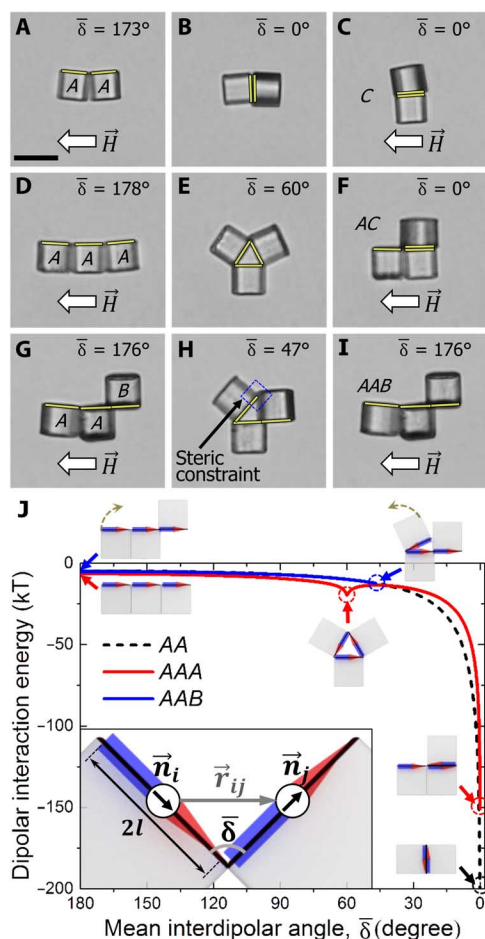 A δ̄ = 173°
A A
H⃗
B δ̄ = 0°
C δ̄ = 0°
C
H⃗
D δ̄ = 178°
A A A
H⃗
E δ̄ = 60°
F δ̄ = 0°
AC
H⃗
G δ̄ = 176°
B
A A
H⃗
H δ̄ = 47°
Steric
constraint
I δ̄ = 176°
AAB
H⃗
J
Dipolar interaction energy (kT)
0
−50
−100
−150
−200
AA
AAA
AAB
n⃗ᵢ
n⃗ⱼ
r⃗ᵢⱼ
2l
δ̄
180 150 120 90 60 30 0
Mean interdipolar angle, δ̄ (degree)